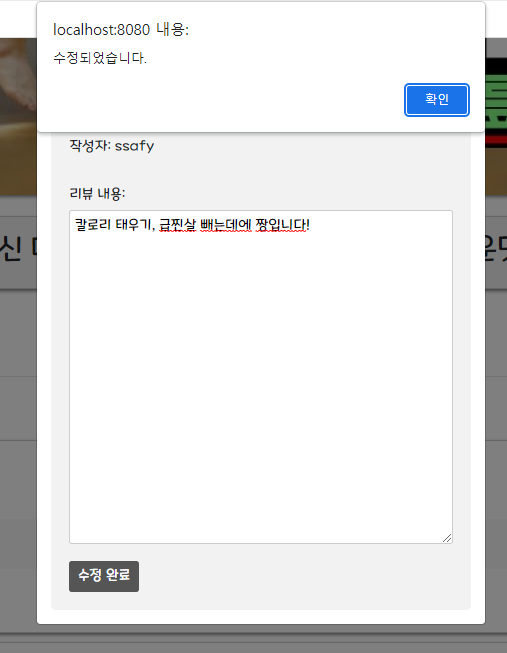 localhost:8080 내용:
수정되었습니다.
확인
작성자: ssafy
리뷰 내용:
칼로리 태우기, 급찐살 빼는데에 짱입니다!
신
수정 완료